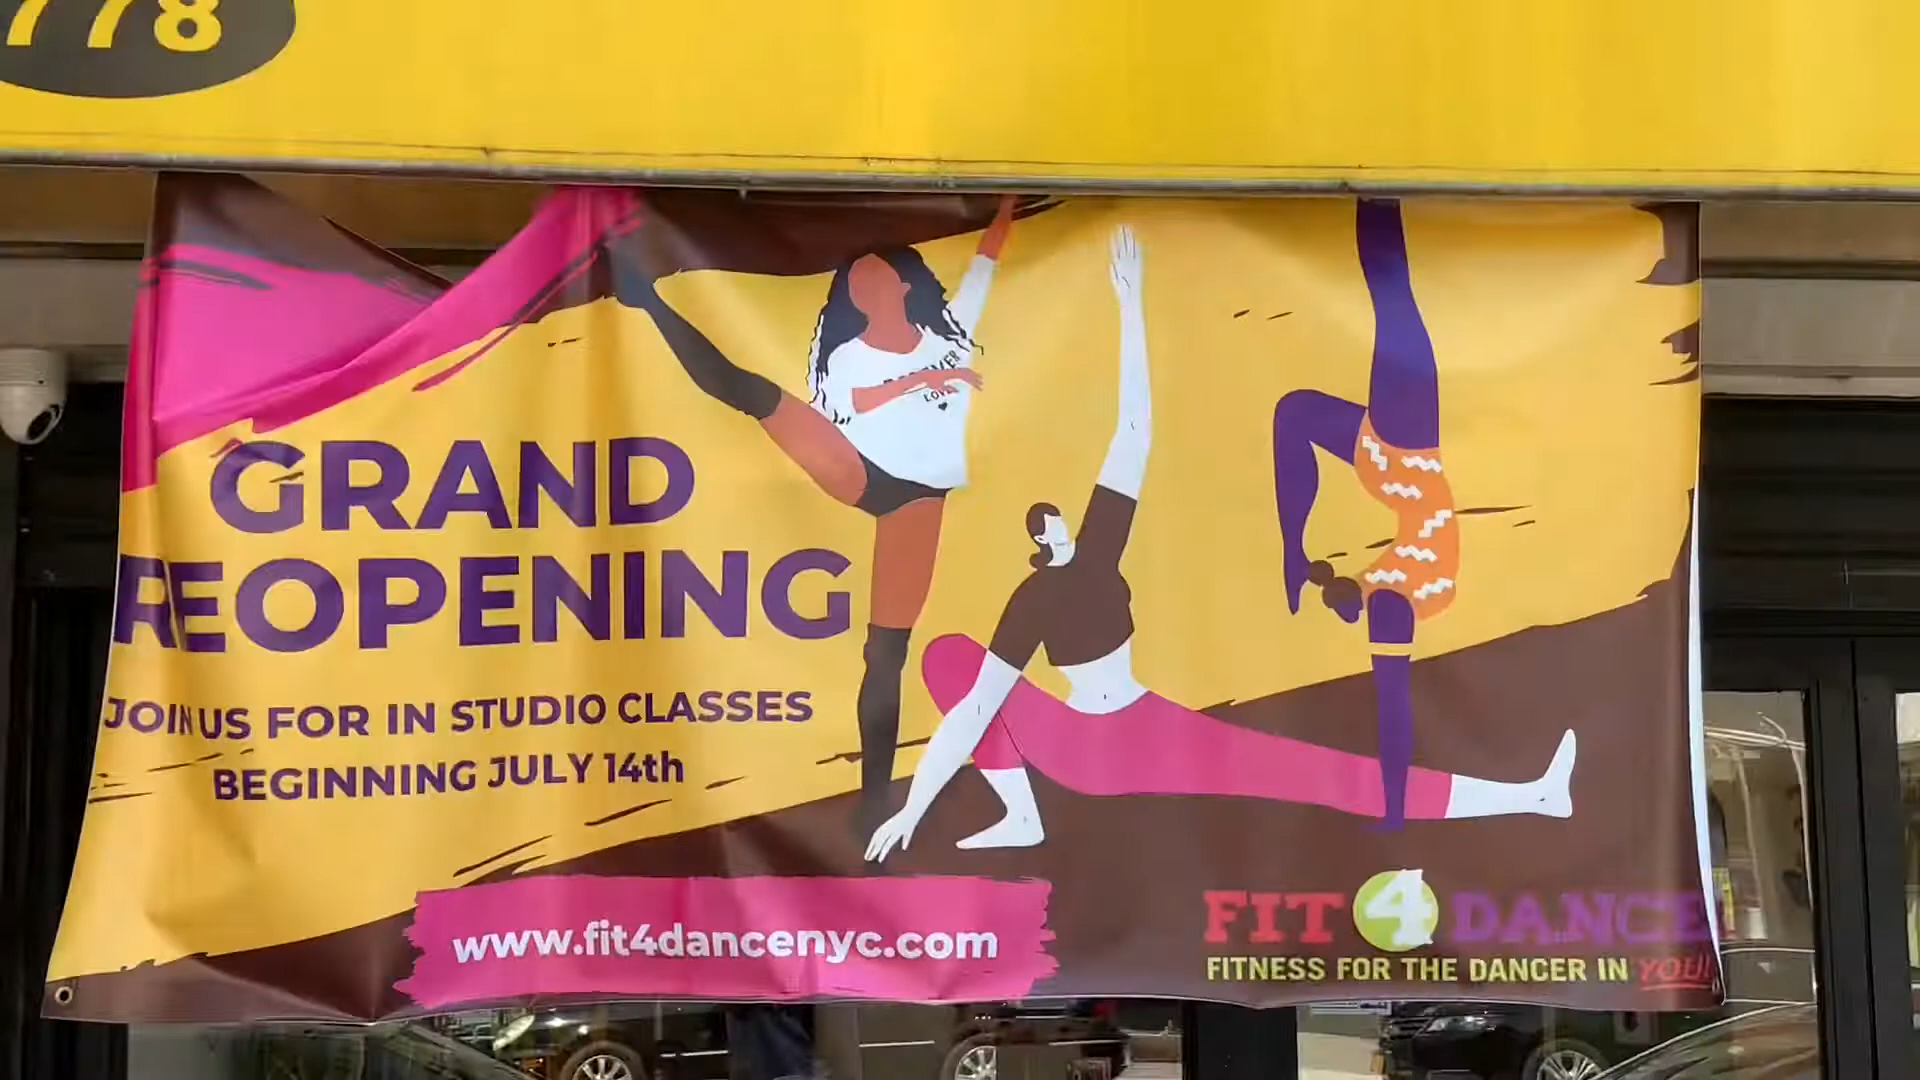 778
GRAND
REOPENING
JOIN US FOR IN STUDIO CLASSES
BEGINNING JULY 14th
LOVE
www.fit4dancenyc.com
FIT 4 DANCE
FITNESS FOR THE DANCER IN YOU!